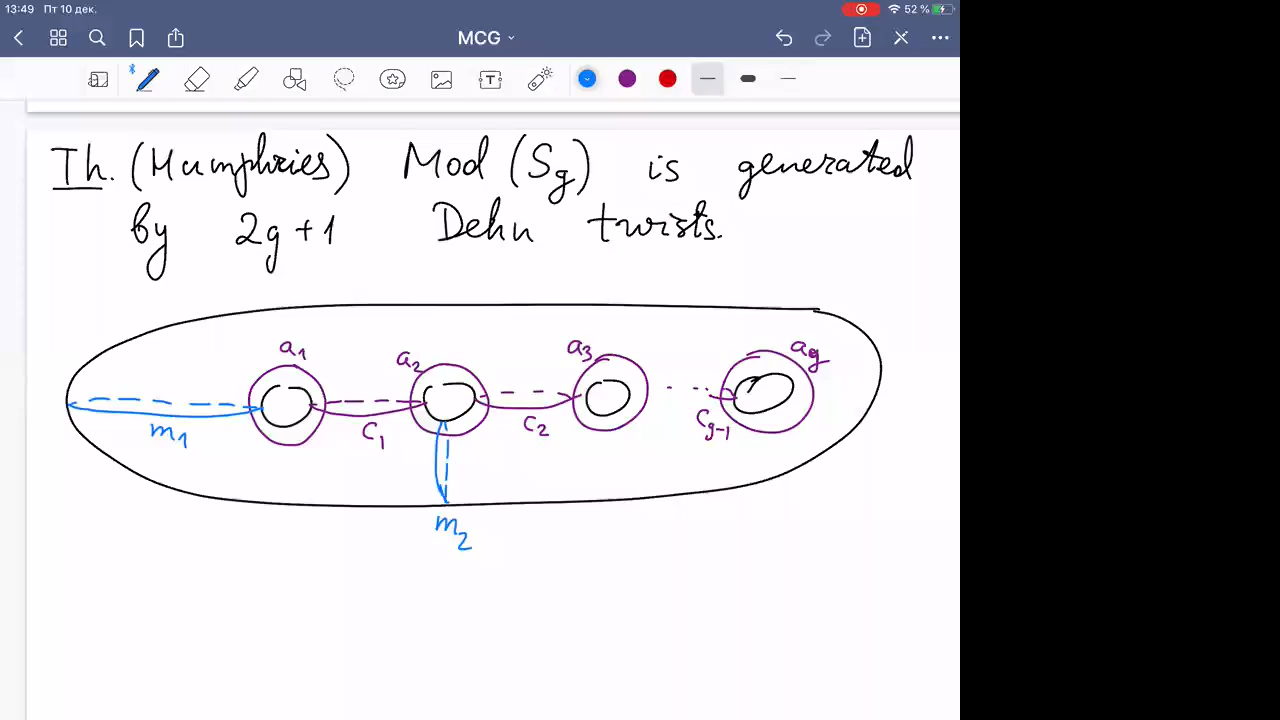 13:49 Пт 10 дек. 52 %
MCG
Th. (Humphries) Mod (Sg) is generated
by 2g+1 Dehn twists.
a1 a2 a3 ag
m1 c1 c2 cg-1
m2